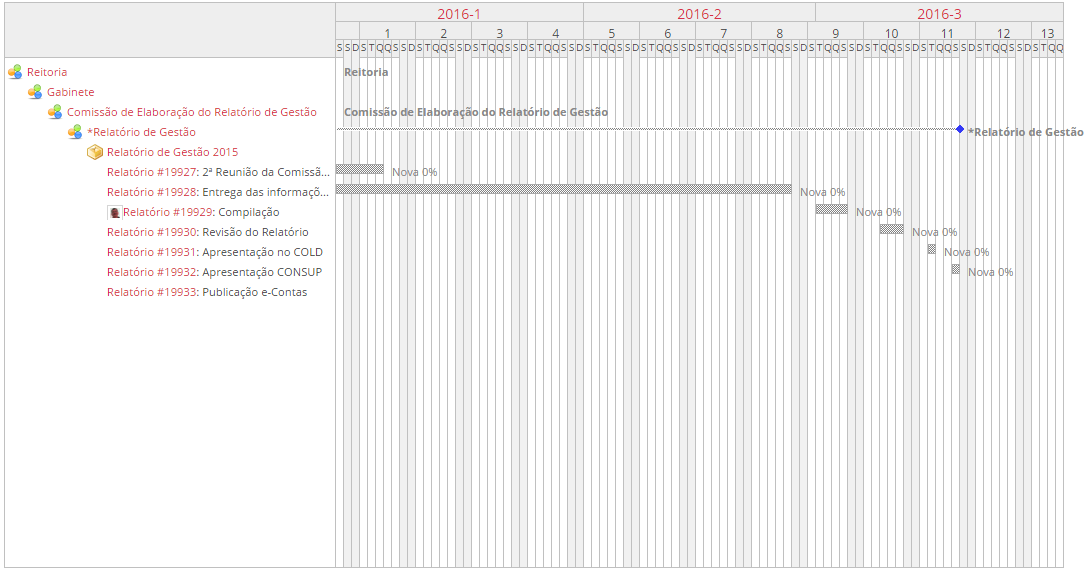 2016-1 2016-2 2016-3
1 2 3 4 5 6 7 8 9 10 11 12 13
S S D S T Q Q S S D S T Q Q S S D S T Q Q S S D S T Q Q S S D S T Q Q S S D S T Q Q S S D S T Q Q S S D S T Q Q S S D S T Q Q S S D S T Q Q S S D S T Q Q S S D S T Q Q S S D S T Q Q
Reitoria Reitoria
Gabinete
Comissão de Elaboração do Relatório de Gestão Comissão de Elaboração do Relatório de Gestão
*Relatório de Gestão *Relatório de Gestão
Relatório de Gestão 2015
Relatório #19927: 2ª Reunião da Comissã... Nova 0%
Relatório #19928: Entrega das informaçõ... Nova 0%
Relatório #19929: Compilação Nova 0%
Relatório #19930: Revisão do Relatório Nova 0%
Relatório #19931: Apresentação no COLD Nova 0%
Relatório #19932: Apresentação CONSUP Nova 0%
Relatório #19933: Publicação e-Contas